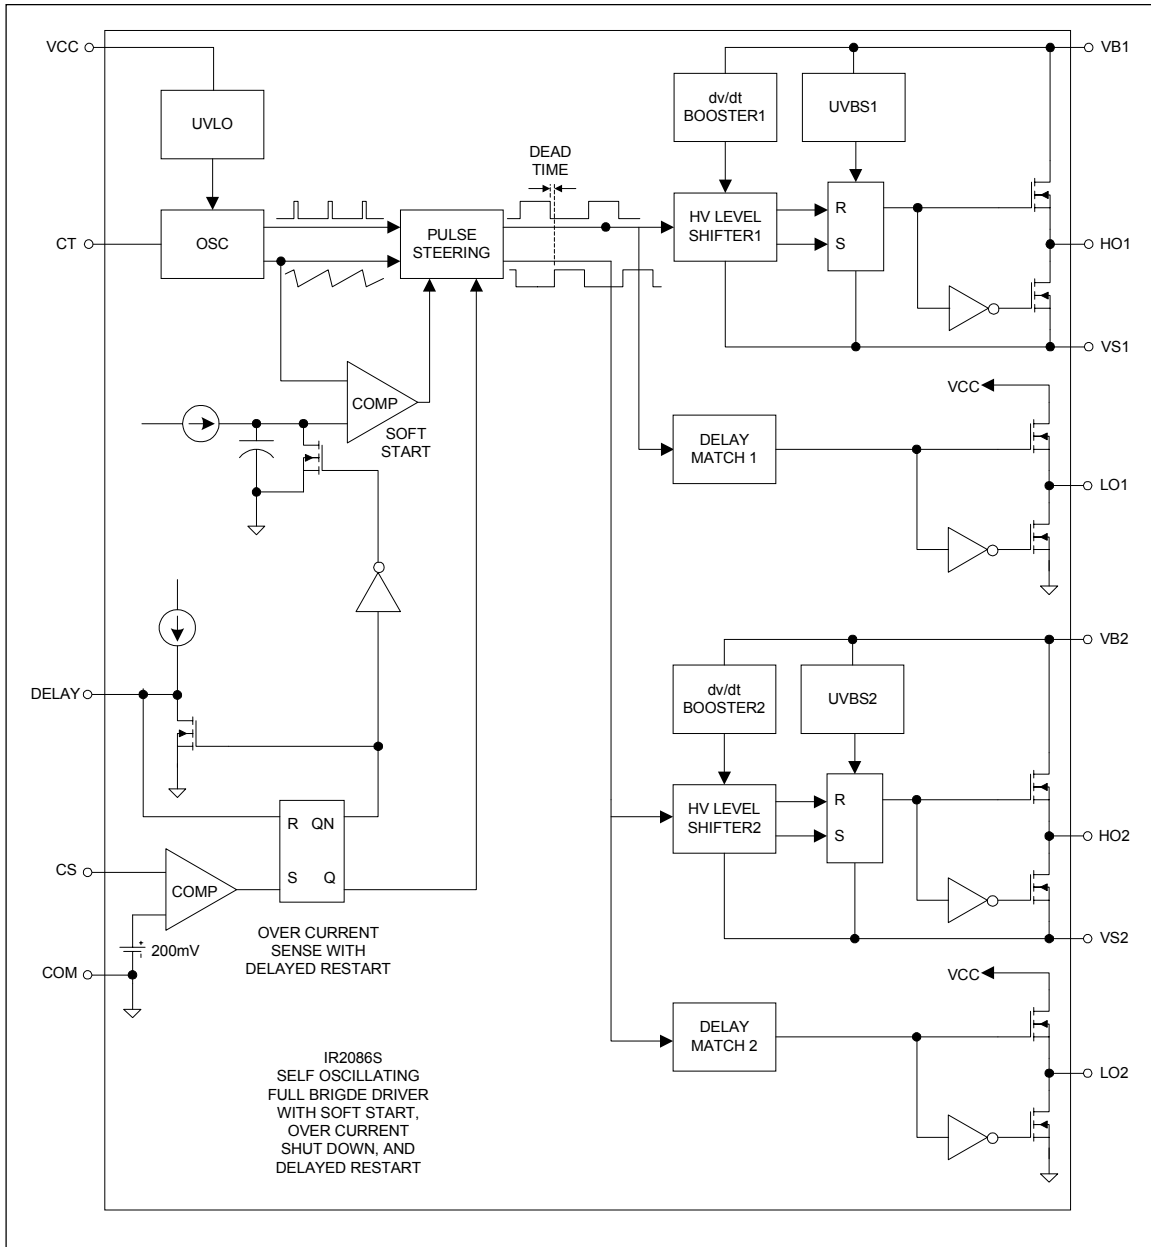 VCC
UVLO
CT
OSC
PULSE
STEERING
DEAD
TIME
dv/dt
BOOSTER1
UVBS1
HV LEVEL
SHIFTER1
R
S
VB1
HO1
VS1
COMP
SOFT
START
DELAY
MATCH 1
VCC
LO1
DELAY
R QN
S Q
CS
COMP
200mV
COM
OVER CURRENT
SENSE WITH
DELAYED RESTART
dv/dt
BOOSTER2
UVBS2
HV LEVEL
SHIFTER2
R
S
VB2
HO2
VS2
DELAY
MATCH 2
VCC
LO2
IR2086S
SELF OSCILLATING
FULL BRIGDE DRIVER
WITH SOFT START,
OVER CURRENT
SHUT DOWN, AND
DELAYED RESTART